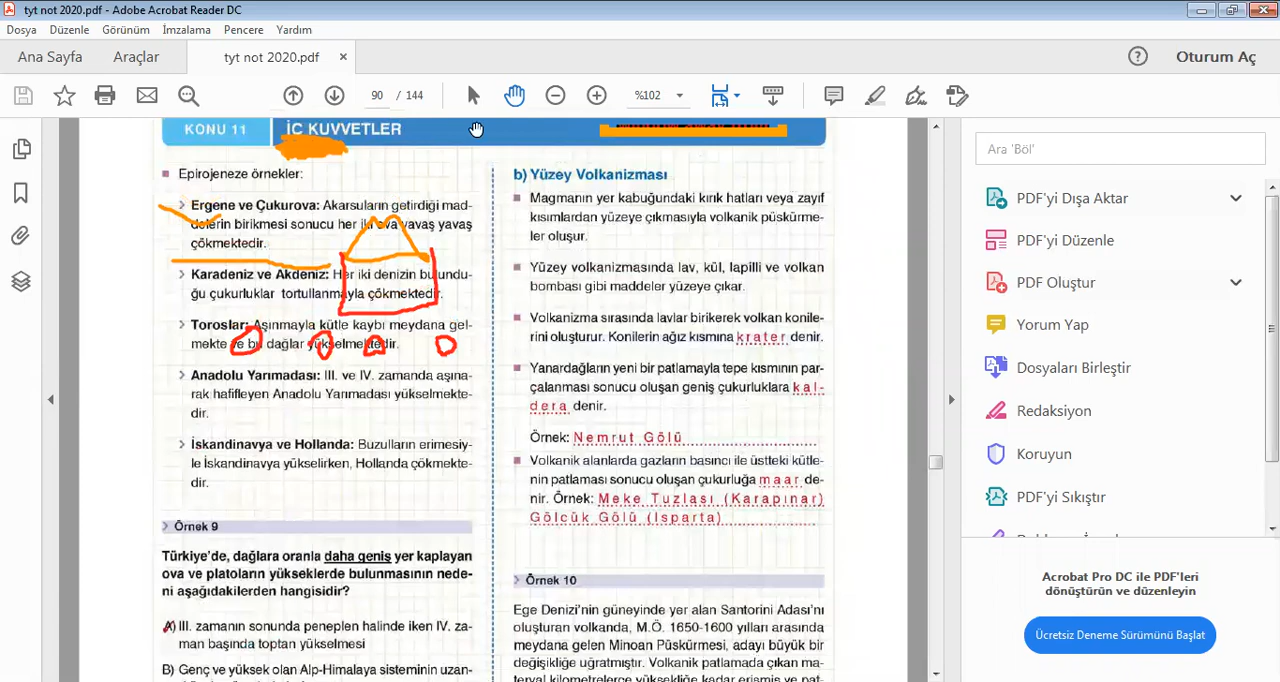 tyt not 2020.pdf - Adobe Acrobat Reader DC
Dosya Düzenle Görünüm İmzalama Pencere Yardım
Ana Sayfa Araçlar tyt not 2020.pdf × Oturum Aç
90 / 144 %102
KONU 11 İÇ KUVVETLER
Epirojeneze örnekler:
Ergene ve Çukurova: Akarsuların getirdiği mad-
delerin birikmesi sonucu her iki ova yavaş yavaş
çökmektedir.
Karadeniz ve Akdeniz: Her iki denizin bulundu-
ğu çukurluklar tortullanmayla çökmektedir.
Toroslar: Aşınmayla kütle kaybı meydana gel-
mekte ve bu dağlar yükselmektedir.
Anadolu Yarımadası: III. ve IV. zamanda aşına-
rak hafifleyen Anadolu Yarımadası yükselmekte-
dir.
İskandinavya ve Hollanda: Buzulların erimesiy-
le İskandinavya yükselirken, Hollanda çökmekte-
dir.
Örnek 9
Türkiye'de, dağlara oranla daha geniş yer kaplayan
ova ve platoların yükseklerde bulunmasının nede-
ni aşağıdakilerden hangisidir?
A) III. zamanın sonunda peneplen halinde iken IV. za-
man başında toptan yükselmesi
B) Genç ve yüksek olan Alp-Himalaya sisteminin uzan-
b) Yüzey Volkanizması
Magmanın yer kabuğundaki kırık hatları veya zayıf
kısımlardan yüzeye çıkmasıyla volkanik püskürme-
ler oluşur.
Yüzey volkanizmasında lav, kül, lapilli ve volkan
bombası gibi maddeler yüzeye çıkar.
Volkanizma sırasında lavlar birikerek volkan konile-
rini oluşturur. Konilerin ağız kısmına krater denir.
Yanardağların yeni bir patlamayla tepe kısmının par-
çalanması sonucu oluşan geniş çukurluklara kal-
dera denir.
Örnek: Nemrut Gölü
Volkanik alanlarda gazların basıncı ile üstteki kütle-
nin patlaması sonucu oluşan çukurluğa maar de-
nir. Örnek: Meke Tuzlası (Karapınar)
Gölcük Gölü (Isparta)
Örnek 10
Ege Denizi'nin güneyinde yer alan Santorini Adası'nı
oluşturan volkanda, M.Ö. 1650-1600 yılları arasında
meydana gelen Minoan Püskürmesi, adayı büyük bir
değişikliğe uğratmıştır. Volkanik patlamada çıkan ma-
teryal kilometrelerce yüksekliğe kadar erişmiş ve pat-
Ara 'Böl'
PDF'yi Dışa Aktar
PDF'yi Düzenle
PDF Oluştur
Yorum Yap
Dosyaları Birleştir
Redaksiyon
Koruyun
PDF'yi Sıkıştır
Acrobat Pro DC ile PDF'leri
dönüştürün ve düzenleyin
Ücretsiz Deneme Sürümünü Başlat